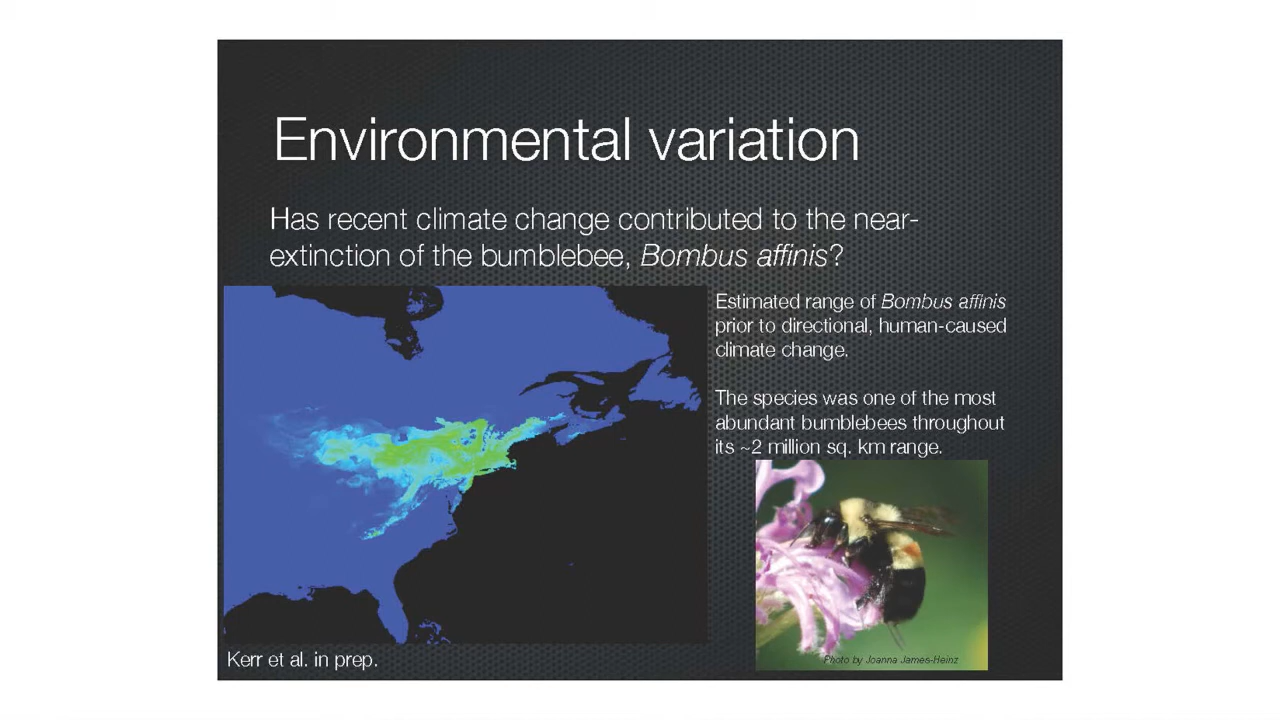 Environmental variation
Has recent climate change contributed to the near-
extinction of the bumblebee, Bombus affinis?
Estimated range of Bombus affinis
prior to directional, human-caused
climate change.
The species was one of the most
abundant bumblebees throughout
its ~2 million sq. km range.
Photo by Joanna James-Heinz
Kerr et al. in prep.